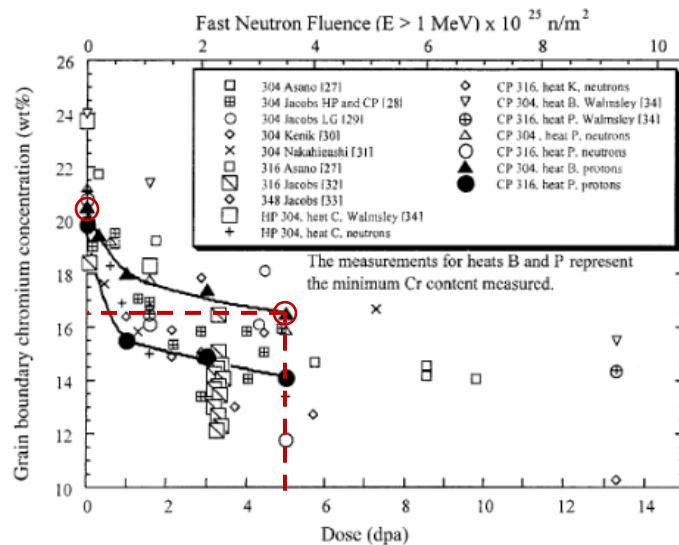 Fast Neutron Fluence (E > 1 MeV) x 10²⁵ n/m²
0 2 4 6 8 10
26
24
22
20
18
16
14
12
10
Grain boundary chromium concentration (wt%)
304 Asano [27]
304 Jacobs HP and CP [28]
304 Jacobs LG [29]
304 Kenik [30]
304 Nakahigashi [31]
316 Asano [27]
316 Jacobs [32]
348 Jacobs [33]
HP 304, heat C, Walmsley [34]
HP 304, heat C, neutrons
CP 316, heat K, neutrons
CP 304, heat B, Walmsley [34]
CP 316, heat P, Walmsley [34]
CP 304, heat P, neutrons
CP 316, heat P, neutrons
CP 304, heat B, protons
CP 316, heat P, protons
The measurements for heats B and P represent
the minimum Cr content measured.
0 2 4 6 8 10 12 14
Dose (dpa)